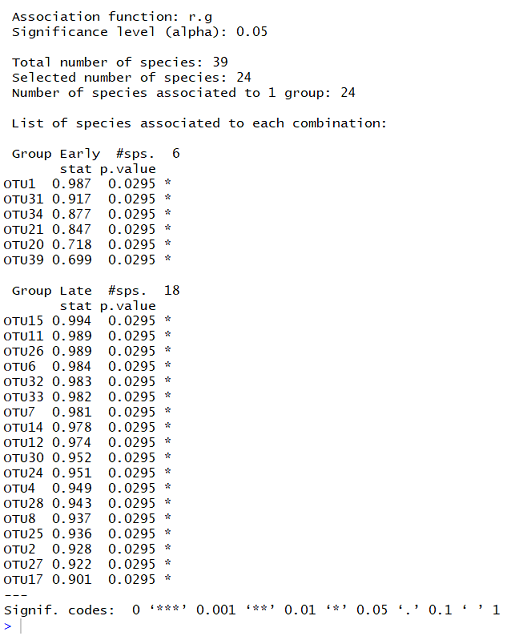 Association function: r.g
Significance level (alpha): 0.05
Total number of species: 39
Selected number of species: 24
Number of species associated to 1 group: 24
List of species associated to each combination:
Group Early  #sps.  6
stat p.value
OTU1  0.987  0.0295 *
OTU31 0.917  0.0295 *
OTU34 0.877  0.0295 *
OTU21 0.847  0.0295 *
OTU20 0.718  0.0295 *
OTU39 0.699  0.0295 *
Group Late  #sps.  18
stat p.value
OTU15 0.994  0.0295 *
OTU11 0.989  0.0295 *
OTU26 0.989  0.0295 *
OTU6  0.984  0.0295 *
OTU32 0.983  0.0295 *
OTU33 0.982  0.0295 *
OTU7  0.981  0.0295 *
OTU14 0.978  0.0295 *
OTU12 0.974  0.0295 *
OTU30 0.952  0.0295 *
OTU24 0.951  0.0295 *
OTU4  0.949  0.0295 *
OTU28 0.943  0.0295 *
OTU8  0.937  0.0295 *
OTU25 0.936  0.0295 *
OTU2  0.928  0.0295 *
OTU27 0.922  0.0295 *
OTU17 0.901  0.0295 *
---
Signif. codes:  0 ‘***’ 0.001 ‘**’ 0.01 ‘*’ 0.05 ‘.’ 0.1 ‘ ’ 1
>